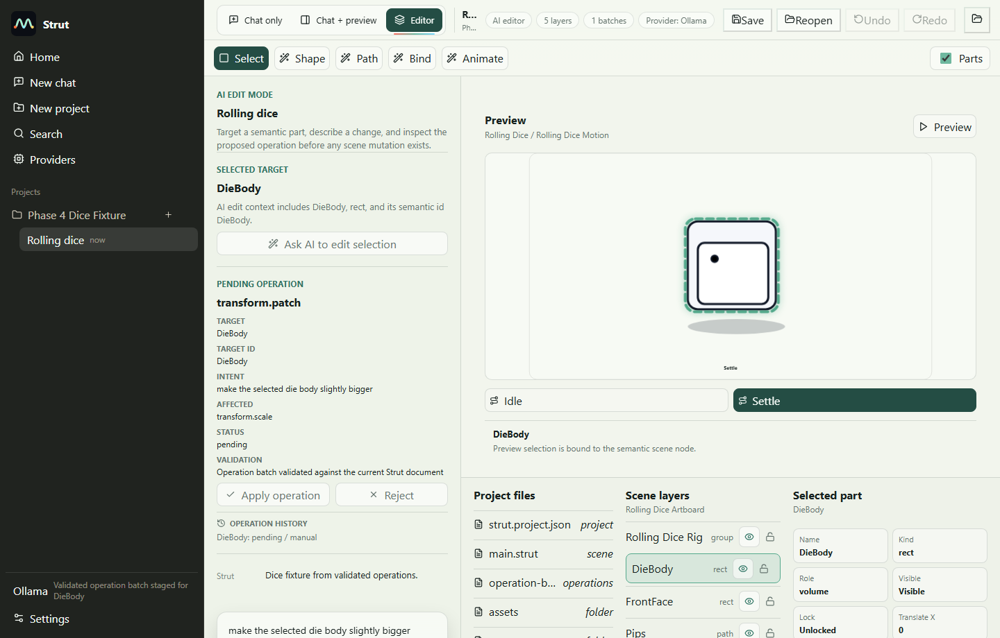 Strut
Home
New chat
New project
Search
Providers
Projects
Phase 4 Dice Fixture
Rolling dice now
Ollama
Validated operation batch staged for
DieBody
Settings
Chat only
Chat + preview
Editor
R...
Ph...
AI editor
5 layers
1 batches
Provider: Ollama
Save
Reopen
Undo
Redo
Select
Shape
Path
Bind
Animate
Parts
AI EDIT MODE
Rolling dice
Target a semantic part, describe a change, and inspect the
proposed operation before any scene mutation exists.
SELECTED TARGET
DieBody
AI edit context includes DieBody, rect, and its semantic id
DieBody.
Ask AI to edit selection
PENDING OPERATION
transform.patch
TARGET
DieBody
TARGET ID
DieBody
INTENT
make the selected die body slightly bigger
AFFECTED
transform.scale
STATUS
pending
VALIDATION
Operation batch validated against the current Strut document
Apply operation
Reject
OPERATION HISTORY
DieBody: pending / manual
Strut
Dice fixture from validated operations.
make the selected die body slightly bigger
Preview
Rolling Dice / Rolling Dice Motion
Preview
Settle
Idle
Settle
DieBody
Preview selection is bound to the semantic scene node.
Project files
strut.project.json project
main.strut scene
operation-b... operations
assets folder
Scene layers
Rolling Dice Artboard
Rolling Dice Rig group
DieBody rect
FrontFace rect
Pips path
Selected part
DieBody
Name
DieBody
Kind
rect
Role
volume
Visible
Visible
Lock
Unlocked
Translate X
0